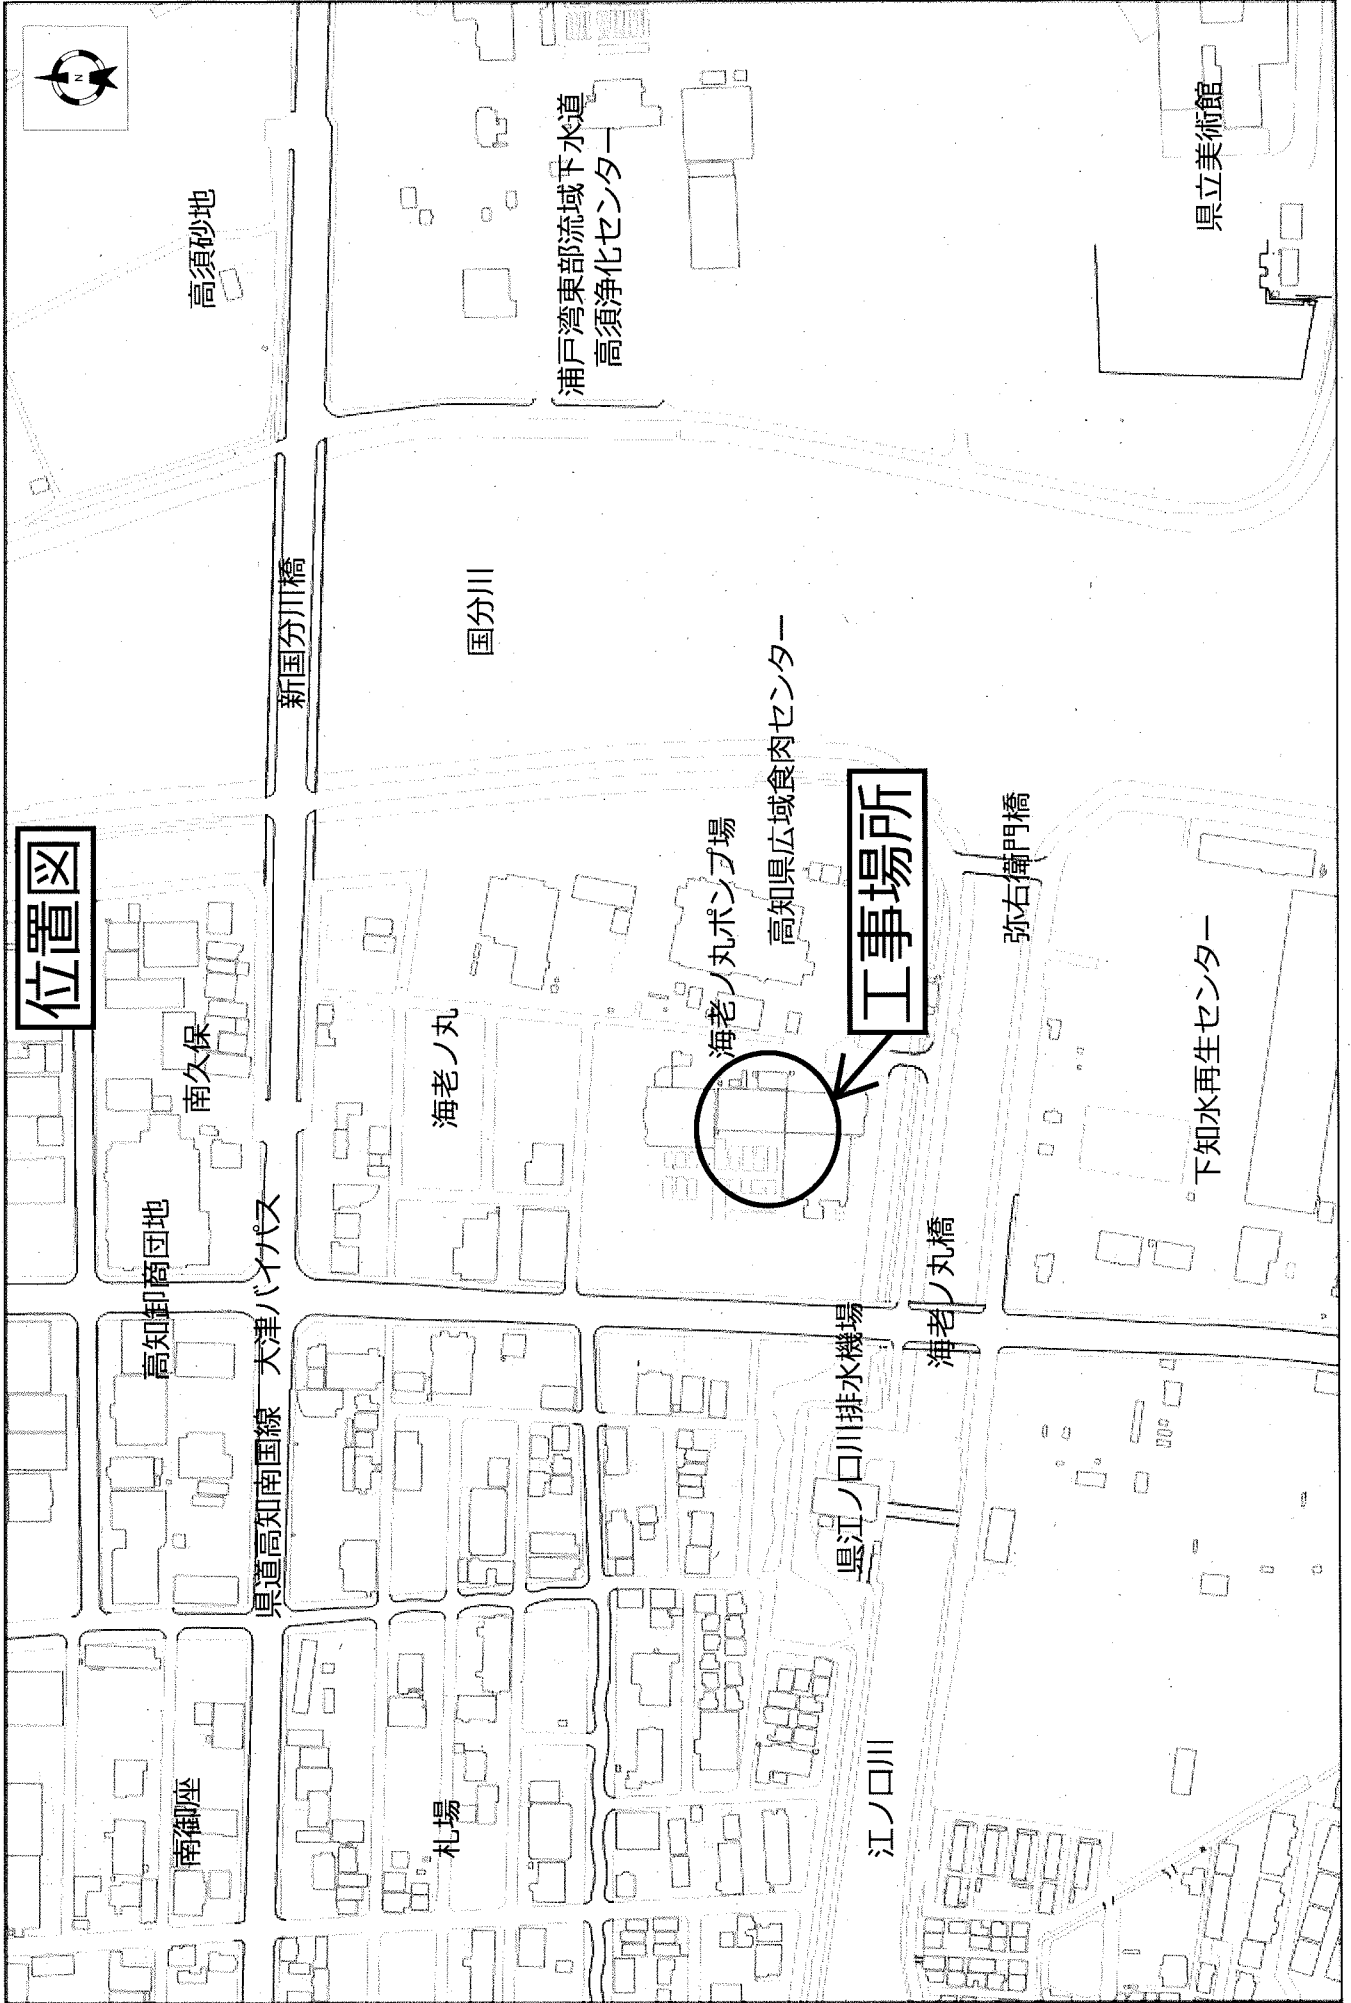 位置図
N
高須砂地
浦戸湾東部流域下水道
高須浄化センター
県立美術館
新国分川橋
国分川
高知県広域食肉センター
海老ノ丸ポンプ場
工事場所
弥右衛門橋
南久保
海老ノ丸
下知水再生センター
高知卸商団地
県道高知南国線 大津バイパス
海老ノ丸橋
県江ノ口川排水機場
南御座
札場
江ノ口川